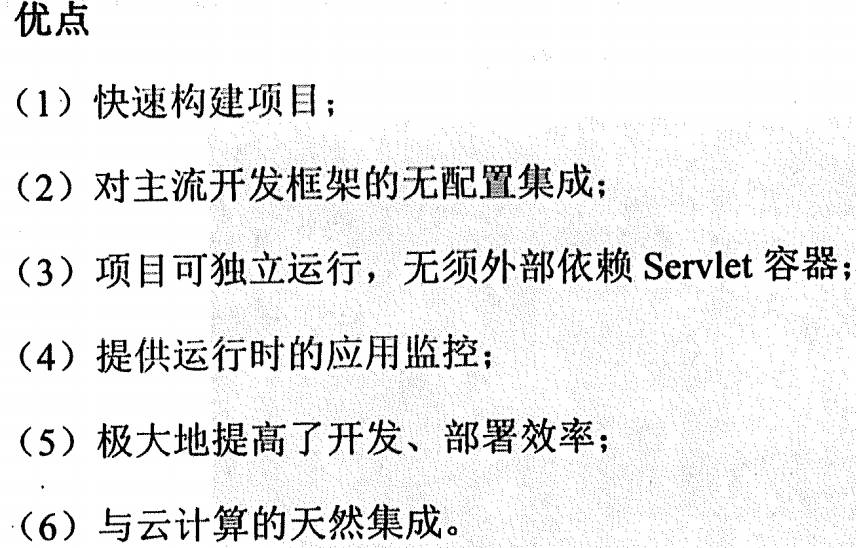 优点
（1）快速构建项目；
（2）对主流开发框架的无配置集成；
（3）项目可独立运行，无须外部依赖 Servlet 容器；
（4）提供运行时的应用监控；
（5）极大地提高了开发、部署效率；
（6）与云计算的天然集成。